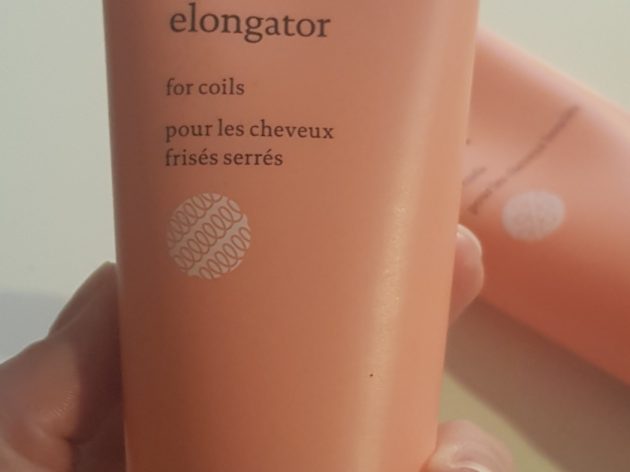 elongator
for coils
pour les cheveux
frisés serrés